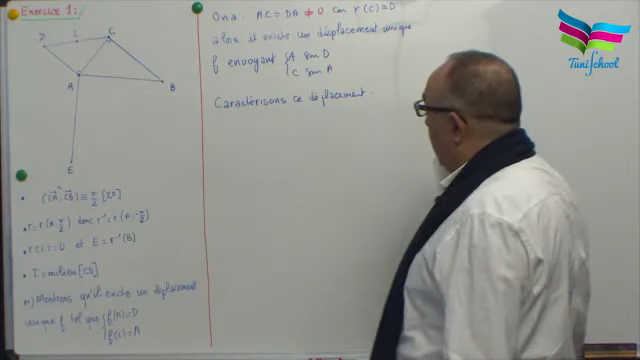 Exercice 1:
D I C
A
B
E
• (CA, CB) ≡ π/2 [2π]
• r = r(A, π/2) donc r⁻¹ = r(A, -π/2)
• r(C) = D et E = r⁻¹(B)
• I = milieu [CD]
Montrons qu'il existe un déplacement
unique f tel que { f(A) = D
f(C) = A
On a: AC = DA ≠ 0 car r(C) = D
alors il existe un déplacement unique
f envoyant { A sur D
C sur A
Caractérisons ce déplacement.
TuniSchool